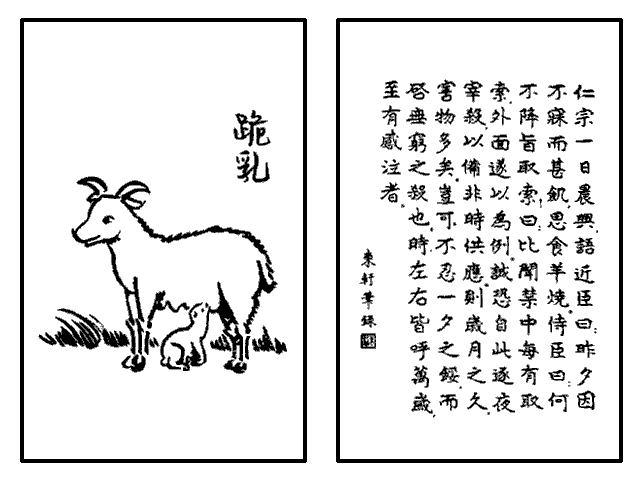 跪乳
仁宗一日晨興語近臣曰昨夕因
不寐而甚飢思食羊燒侍臣曰何
不降旨取索曰比聞禁中每有取
索外面遂以為例誠恐自此逐夜
宰殺以備非時供應則歲月之久
害物多矣豈可不忍一夕之餒而
啓無窮之殺也時左右皆呼萬歲
至有感泣者
東軒筆錄